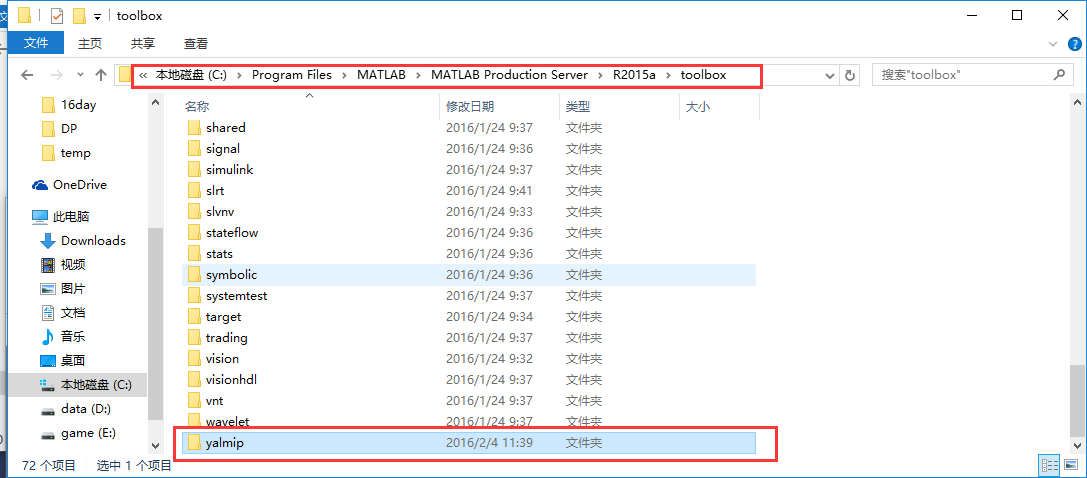 toolbox
文件 主页 共享 查看
« 本地磁盘 (C:) › Program Files › MATLAB › MATLAB Production Server › R2015a › toolbox
搜索"toolbox"
16day
DP
temp
OneDrive
此电脑
Downloads
视频
图片
文档
音乐
桌面
本地磁盘 (C:)
data (D:)
game (E:)
名称 修改日期 类型 大小
shared 2016/1/24 9:37 文件夹
signal 2016/1/24 9:36 文件夹
simulink 2016/1/24 9:37 文件夹
slrt 2016/1/24 9:41 文件夹
slvnv 2016/1/24 9:33 文件夹
stateflow 2016/1/24 9:36 文件夹
stats 2016/1/24 9:36 文件夹
symbolic 2016/1/24 9:36 文件夹
systemtest 2016/1/24 9:37 文件夹
target 2016/1/24 9:34 文件夹
trading 2016/1/24 9:37 文件夹
vision 2016/1/24 9:32 文件夹
visionhdl 2016/1/24 9:37 文件夹
vnt 2016/1/24 9:37 文件夹
wavelet 2016/1/24 9:37 文件夹
yalmip 2016/2/4 11:39 文件夹
72 个项目 选中 1 个项目